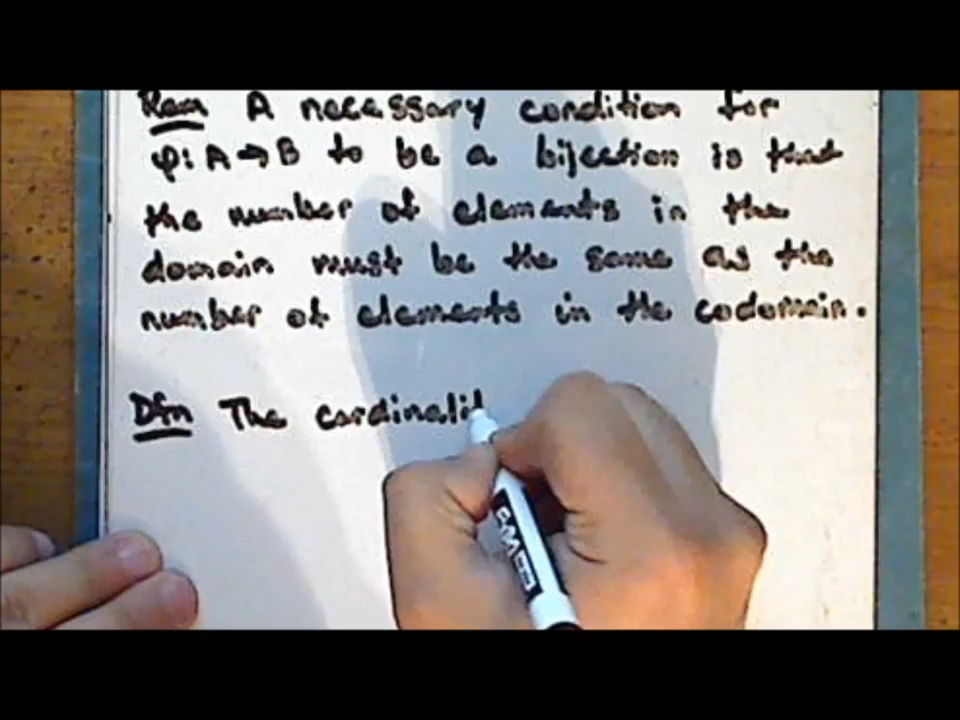 Rem A necessary condition for
φ: A → B to be a bijection is that
the number of elements in the
domain must be the same as the
number of elements in the codomain.
Dfn The cardinalit